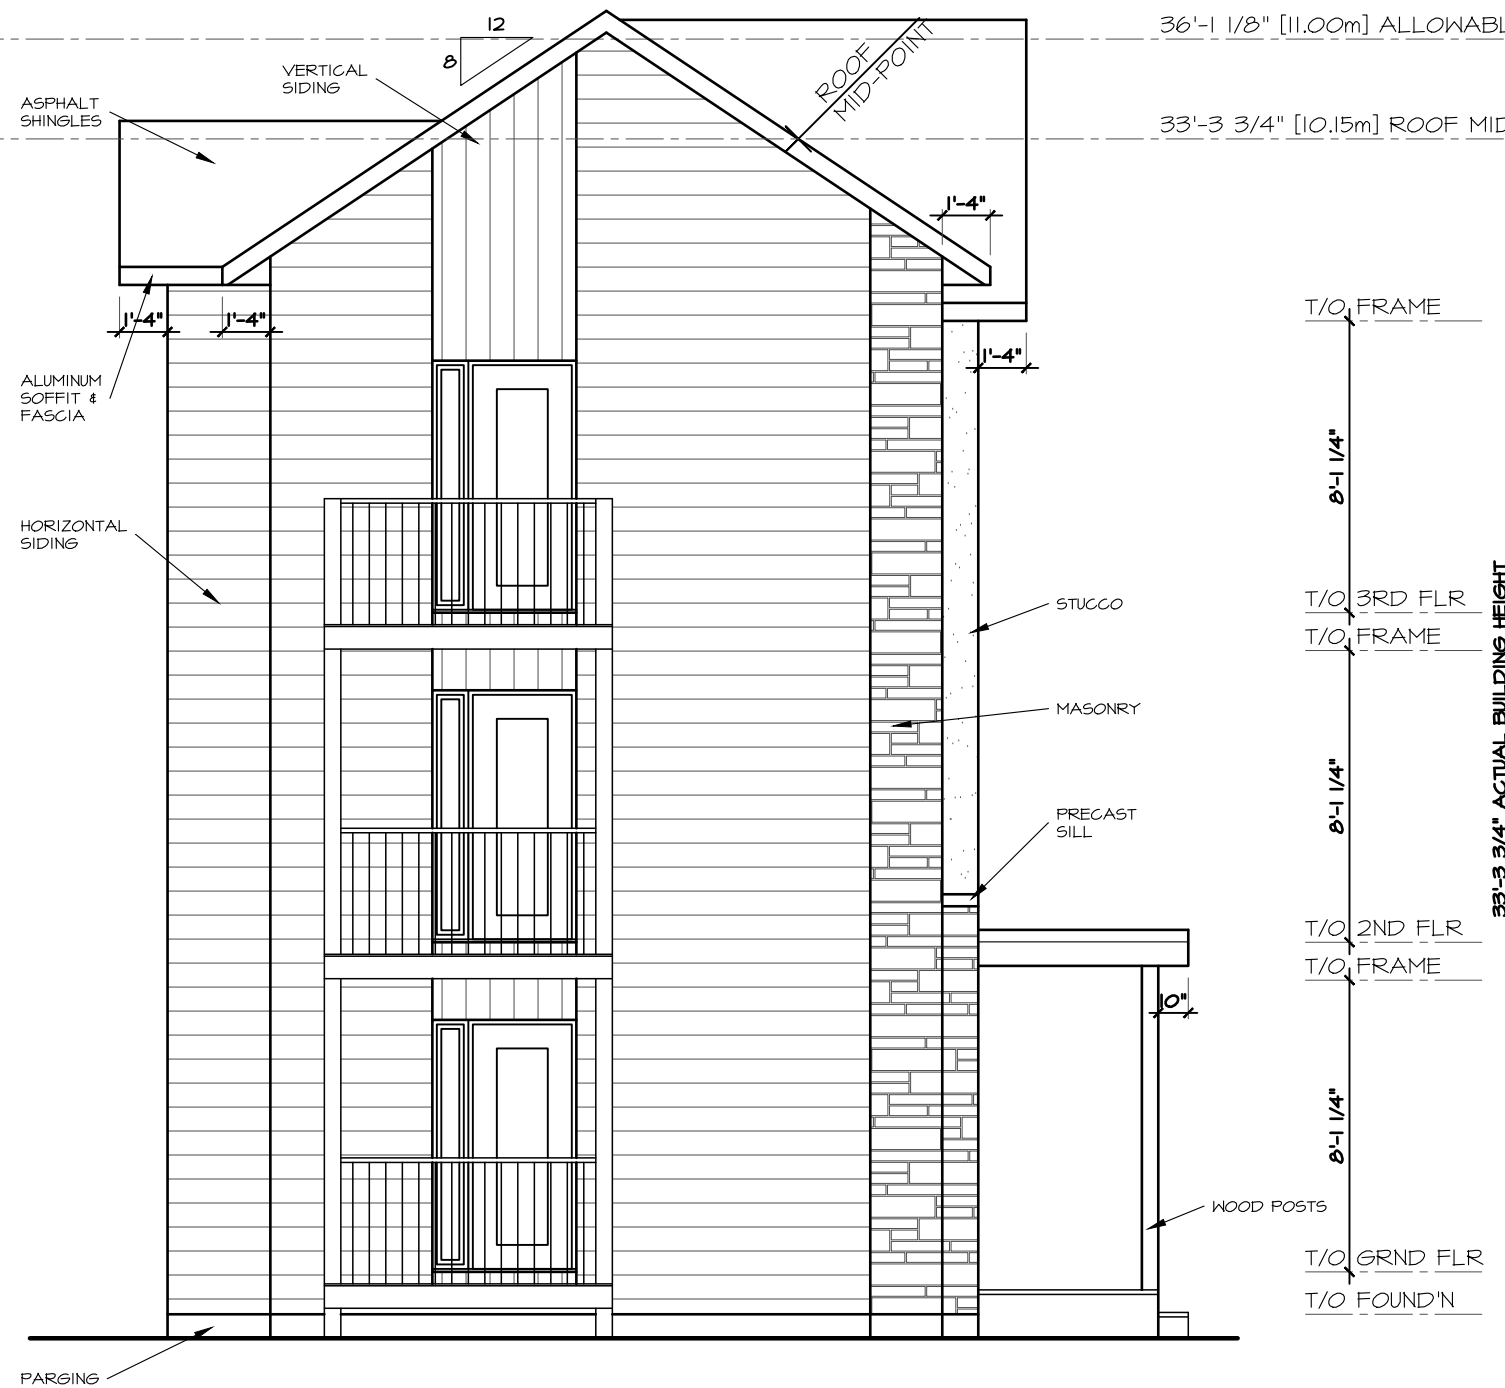 12
8
36'-1 1/8" [11.00m] ALLOWABL
ROOF
MID-POINT
VERTICAL
SIDING
ASPHALT
SHINGLES
33'-3 3/4" [10.15m] ROOF MID
1'-4"
T/O FRAME
1'-4"
1'-4"
1'-4"
ALUMINUM
SOFFIT &
FASCIA
8'-1 1/4"
HORIZONTAL
SIDING
STUCCO
T/O 3RD FLR
T/O FRAME
33'-3 3/4" ACTUAL BUILDING HEIGHT
MASONRY
8'-1 1/4"
PRECAST
SILL
T/O 2ND FLR
T/O FRAME
10"
8'-1 1/4"
WOOD POSTS
T/O GRND FLR
T/O FOUND'N
PARGING